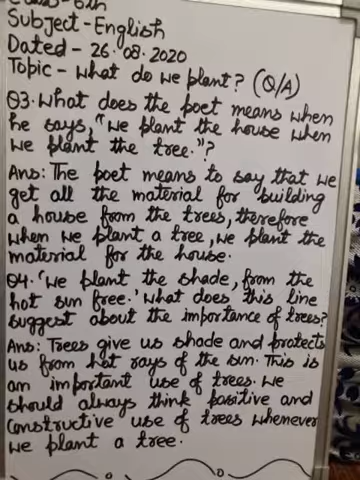 Class-6th
Subject-English
Dated - 26.08.2020
Topic - What do we plant? (Q/A)
Q3. What does the poet means when
he says, "We plant the house when
we plant the tree."?
Ans: The poet means to say that we
get all the material for building
a house from the trees, therefore
when we plant a tree, we plant the
material for the house.
Q4. 'We plant the shade, from the
hot sun free.' What does this line
suggest about the importance of trees?
Ans: Trees give us shade and protects
us from hot rays of the sun. This is
an important use of trees. We
should always think positive and
constructive use of trees whenever
we plant a tree.